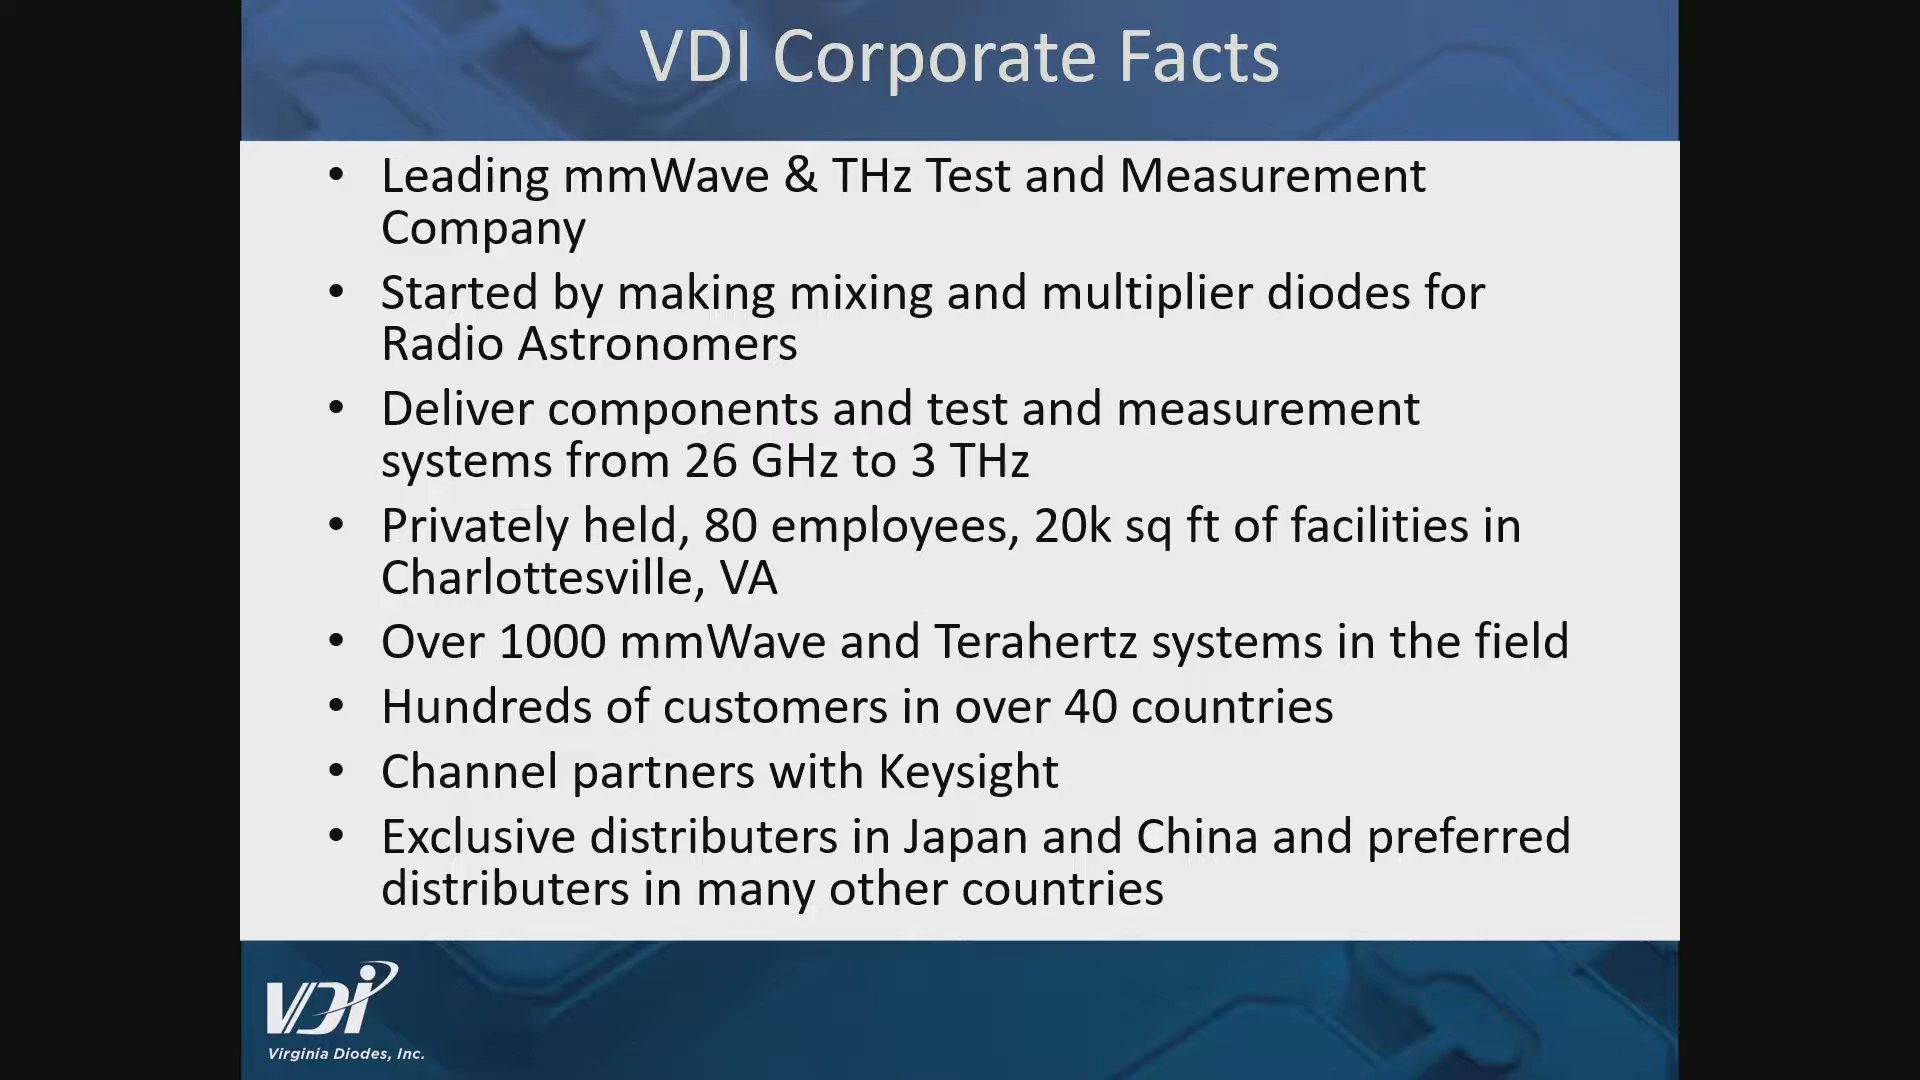 VDI Corporate Facts
• Leading mmWave & THz Test and Measurement
Company
• Started by making mixing and multiplier diodes for
Radio Astronomers
• Deliver components and test and measurement
systems from 26 GHz to 3 THz
• Privately held, 80 employees, 20k sq ft of facilities in
Charlottesville, VA
• Over 1000 mmWave and Terahertz systems in the field
• Hundreds of customers in over 40 countries
• Channel partners with Keysight
• Exclusive distributers in Japan and China and preferred
distributers in many other countries
VDI
Virginia Diodes, Inc.